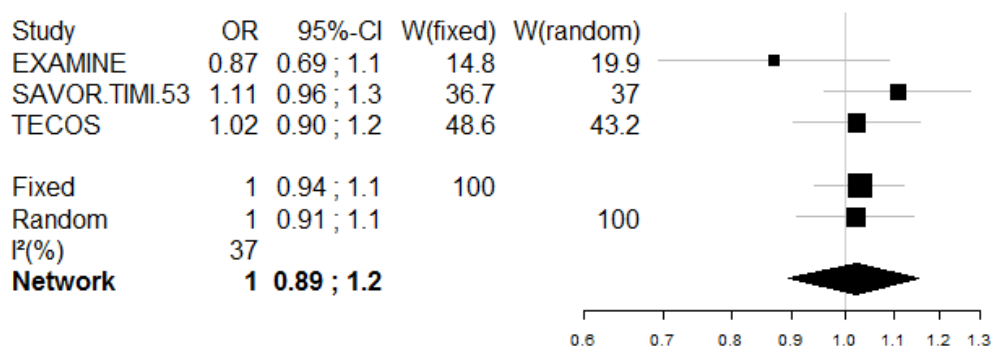 Study OR 95%-CI W(fixed) W(random)
EXAMINE 0.87 0.69 ; 1.1 14.8 19.9
SAVOR.TIMI.53 1.11 0.96 ; 1.3 36.7 37
TECOS 1.02 0.90 ; 1.2 48.6 43.2
Fixed 1 0.94 ; 1.1 100
Random 1 0.91 ; 1.1 100
I²(%) 37
Network 1 0.89 ; 1.2
0.6 0.7 0.8 0.9 1.0 1.1 1.2 1.3